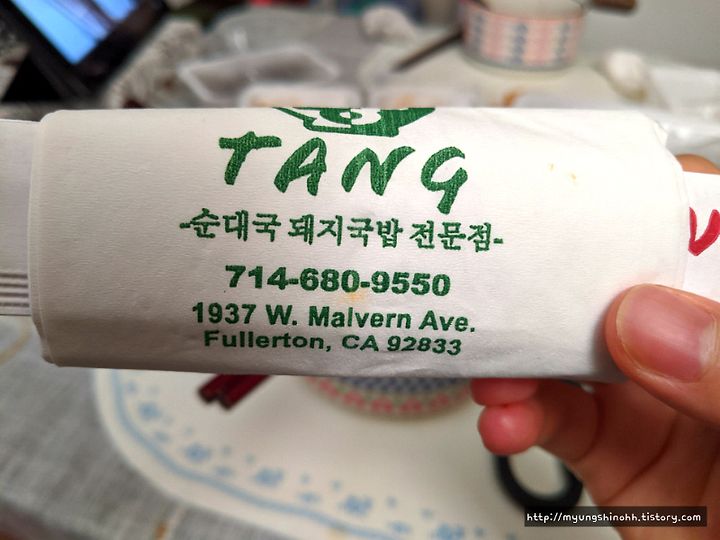 TANG
-순대국 돼지국밥 전문점-
714-680-9550
1937 W. Malvern Ave.
Fullerton, CA 92833
http://myungshinohh.tistory.com